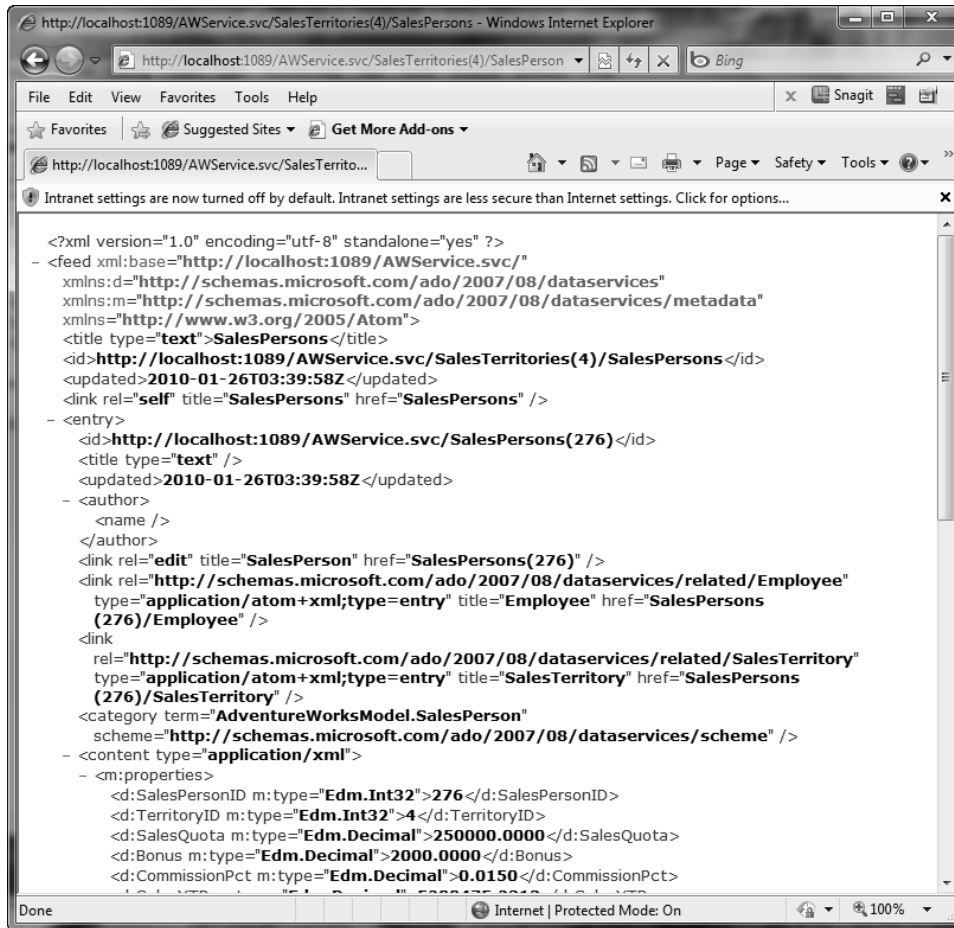 http://localhost:1089/AWService.svc/SalesTerritories(4)/SalesPersons - Windows Internet Explorer
http://localhost:1089/AWService.svc/SalesTerritories(4)/SalesPerson
Bing
File Edit View Favorites Tools Help
x Snagit
Favorites Suggested Sites Get More Add-ons
http://localhost:1089/AWService.svc/SalesTerrito...
Page Safety Tools
Intranet settings are now turned off by default. Intranet settings are less secure than Internet settings. Click for options...
<?xml version="1.0" encoding="utf-8" standalone="yes" ?>
- <feed xml:base="http://localhost:1089/AWService.svc/"
xmlns:d="http://schemas.microsoft.com/ado/2007/08/dataservices"
xmlns:m="http://schemas.microsoft.com/ado/2007/08/dataservices/metadata"
xmlns="http://www.w3.org/2005/Atom">
<title type="text">SalesPersons</title>
<id>http://localhost:1089/AWService.svc/SalesTerritories(4)/SalesPersons</id>
<updated>2010-01-26T03:39:58Z</updated>
<link rel="self" title="SalesPersons" href="SalesPersons" />
- <entry>
<id>http://localhost:1089/AWService.svc/SalesPersons(276)</id>
<title type="text" />
<updated>2010-01-26T03:39:58Z</updated>
- <author>
<name />
</author>
<link rel="edit" title="SalesPerson" href="SalesPersons(276)" />
<link rel="http://schemas.microsoft.com/ado/2007/08/dataservices/related/Employee"
type="application/atom+xml;type=entry" title="Employee" href="SalesPersons
(276)/Employee" />
<link
rel="http://schemas.microsoft.com/ado/2007/08/dataservices/related/SalesTerritory"
type="application/atom+xml;type=entry" title="SalesTerritory" href="SalesPersons
(276)/SalesTerritory" />
<category term="AdventureWorksModel.SalesPerson"
scheme="http://schemas.microsoft.com/ado/2007/08/dataservices/scheme" />
- <content type="application/xml">
- <m:properties>
<d:SalesPersonID m:type="Edm.Int32">276</d:SalesPersonID>
<d:TerritoryID m:type="Edm.Int32">4</d:TerritoryID>
<d:SalesQuota m:type="Edm.Decimal">250000.0000</d:SalesQuota>
<d:Bonus m:type="Edm.Decimal">2000.0000</d:Bonus>
<d:CommissionPct m:type="Edm.Decimal">0.0150</d:CommissionPct>
Done
Internet | Protected Mode: On
100%